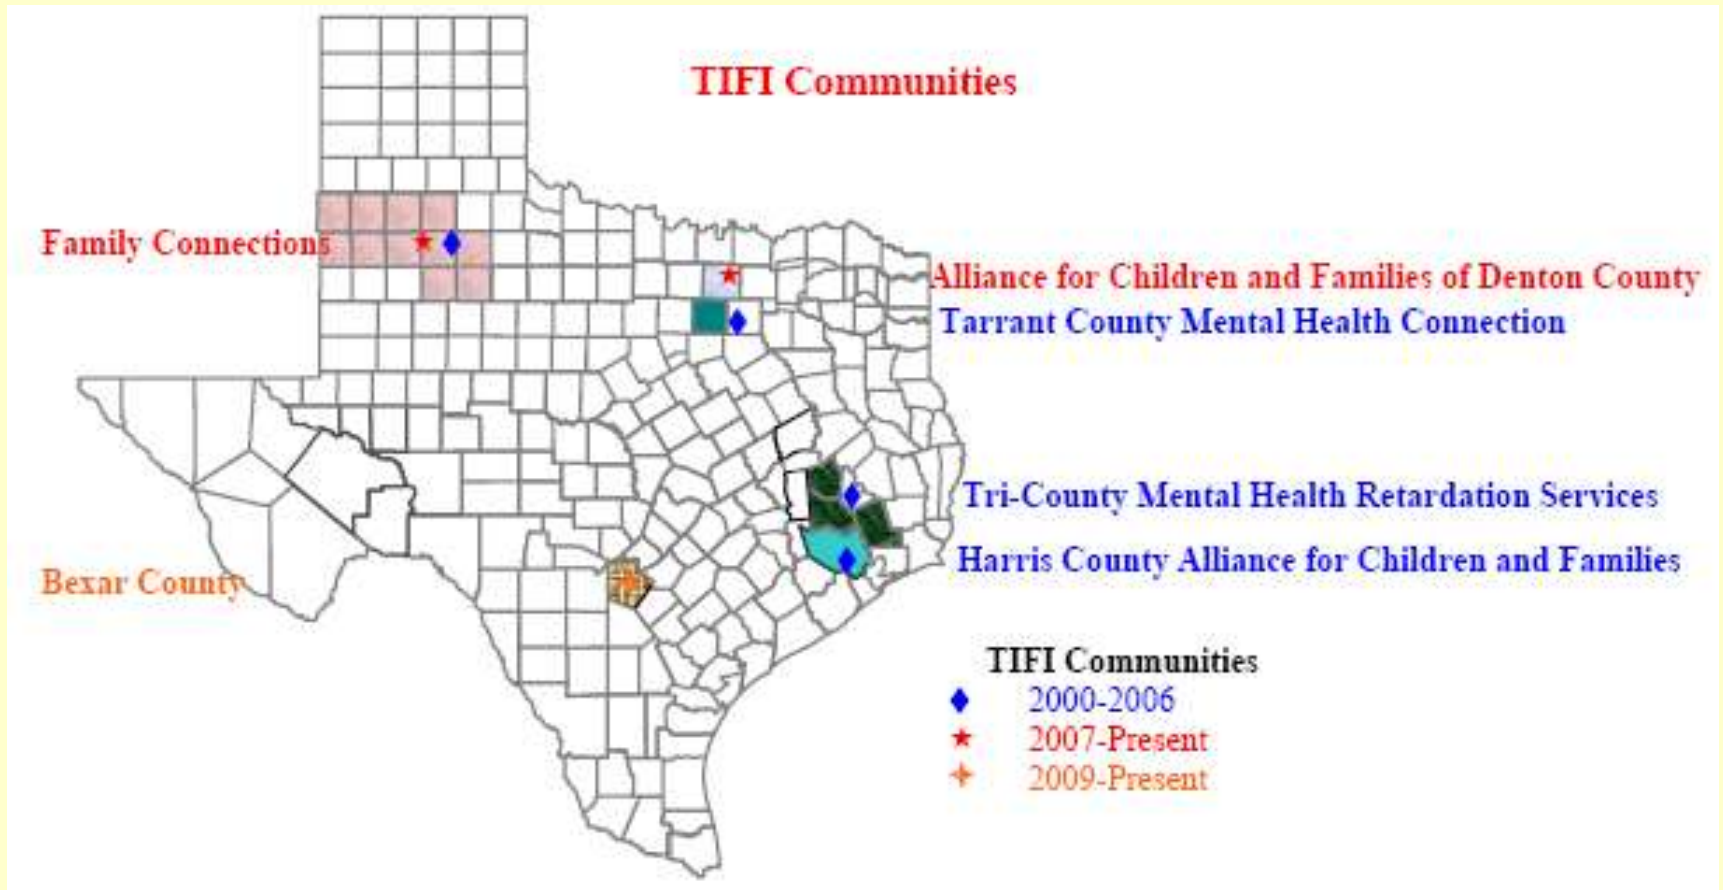 TIFI Communities
Family Connections
Alliance for Children and Families of Denton County
Tarrant County Mental Health Connection
Tri-County Mental Health Retardation Services
Harris County Alliance for Children and Families
Bexar County
TIFI Communities
2000-2006
2007-Present
2009-Present